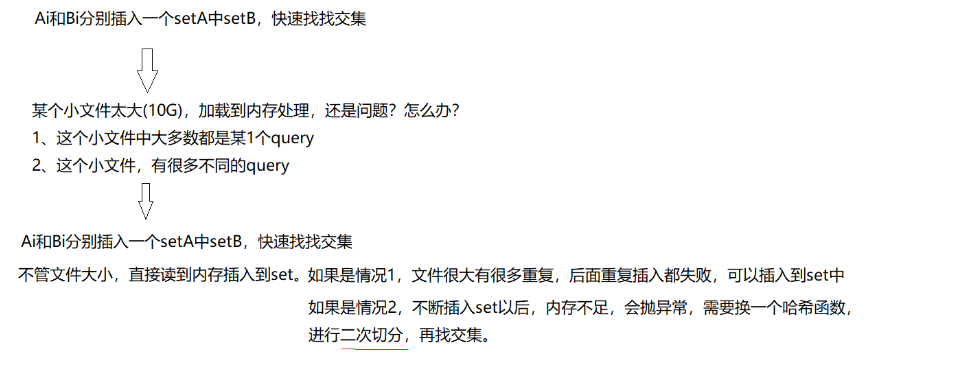 Ai和Bi分别插入一个setA中setB，快速找找交集
某个小文件太大(10G)，加载到内存处理，还是问题？怎么办？
1、这个小文件中大多数都是某1个query
2、这个小文件，有很多不同的query
Ai和Bi分别插入一个setA中setB，快速找找交集
不管文件大小，直接读到内存插入到set。如果是情况1，文件很大有很多重复，后面重复插入都失败，可以插入到set中
如果是情况2，不断插入set以后，内存不足，会抛异常，需要换一个哈希函数，
进行二次切分，再找交集。